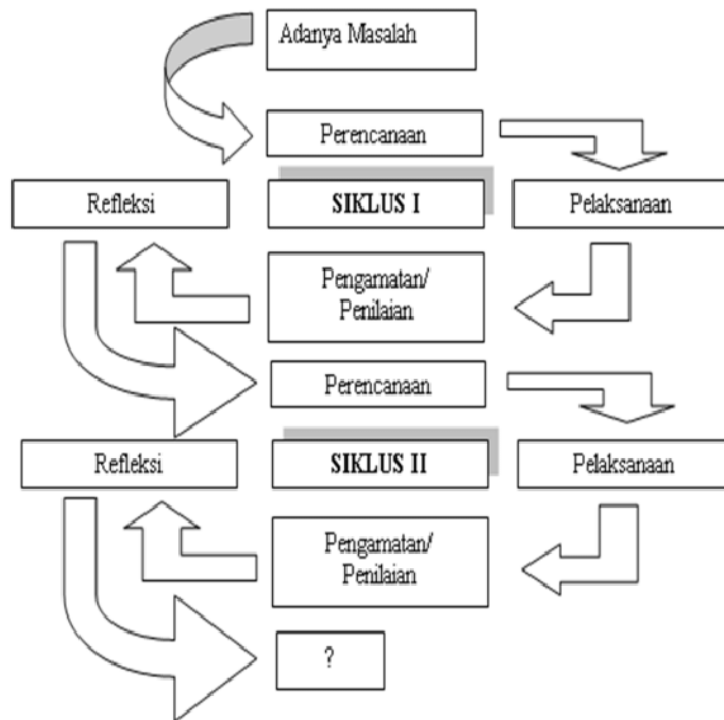 Adanya Masalah
Perencanaan
Refleksi
SIKLUS I
Pelaksanaan
Pengamatan/
Penilaian
Perencanaan
Refleksi
SIKLUS II
Pelaksanaan
Pengamatan/
Penilaian
?